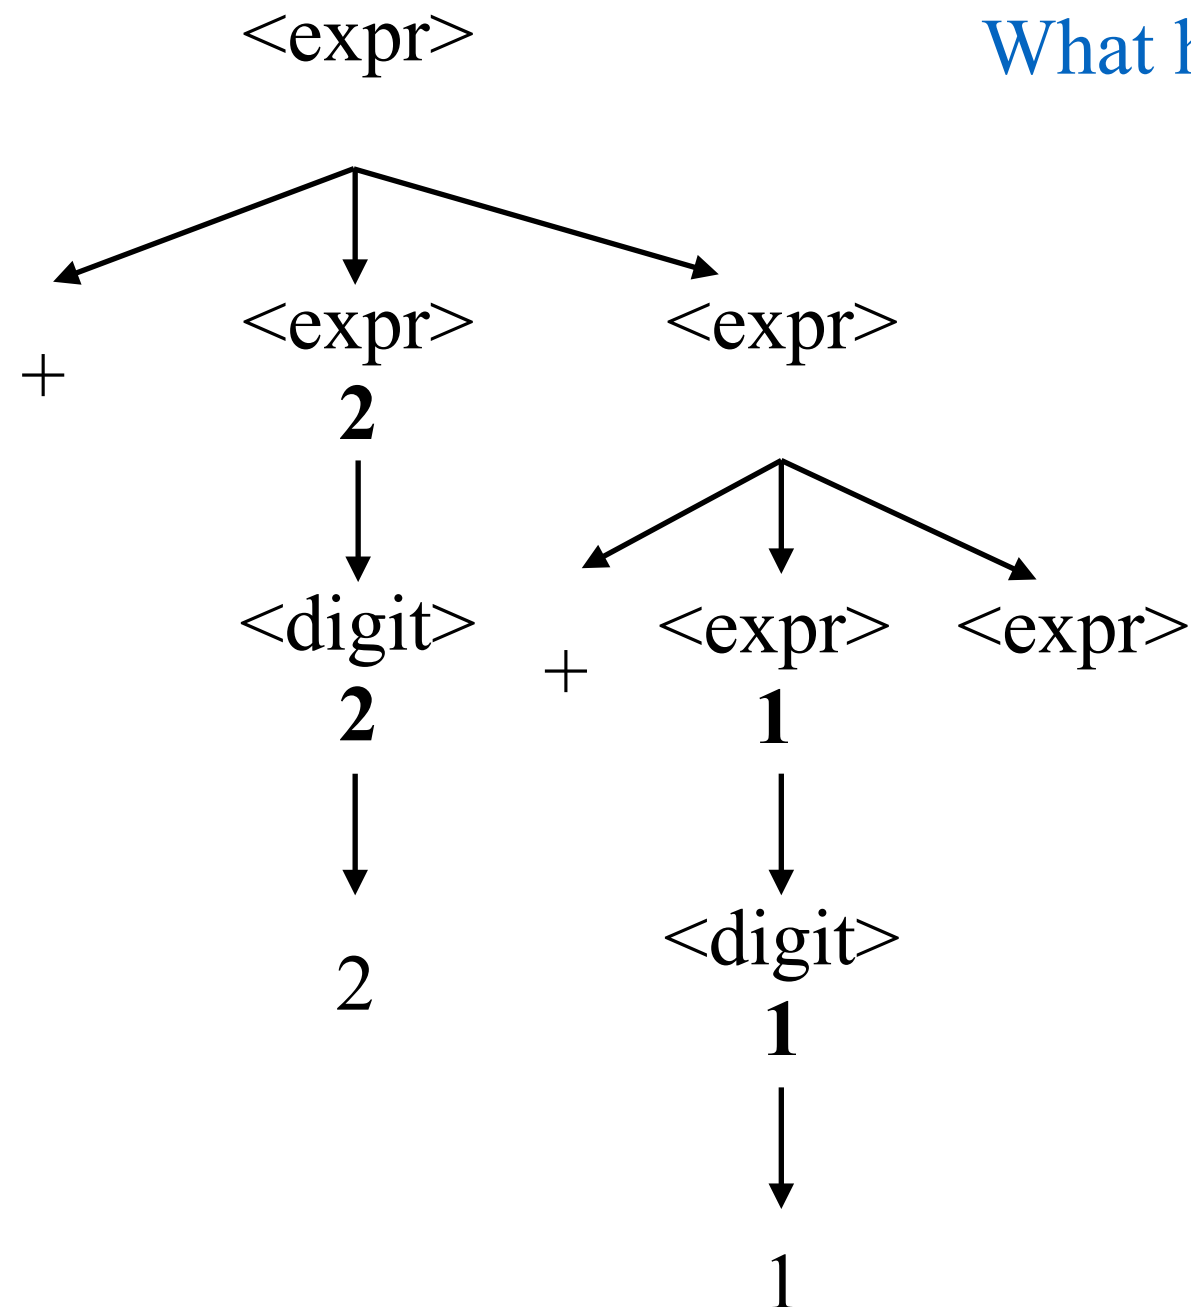 <expr>
What
<expr> <expr>
+
2
<digit> <expr> <expr>
+
2 1
<digit>
2
1
1